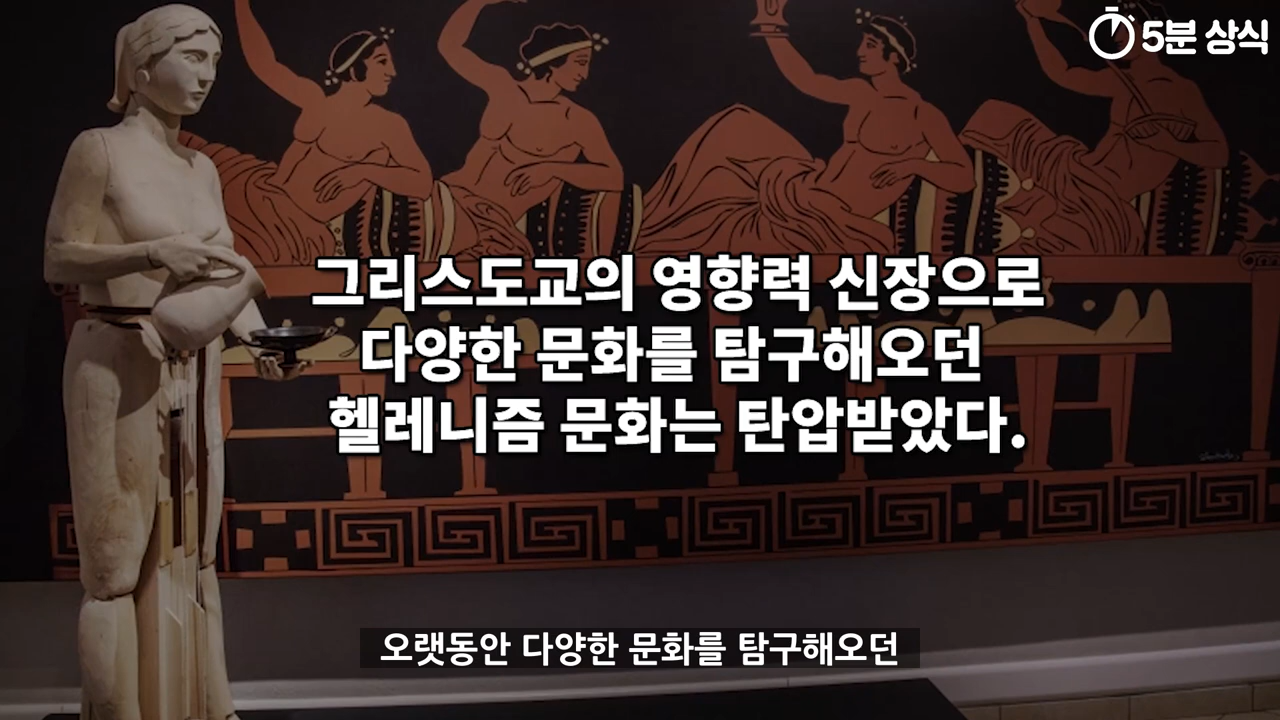 5분 상식
그리스도교의 영향력 신장으로
다양한 문화를 탐구해오던
헬레니즘 문화는 탄압받았다.
오랫동안 다양한 문화를 탐구해오던